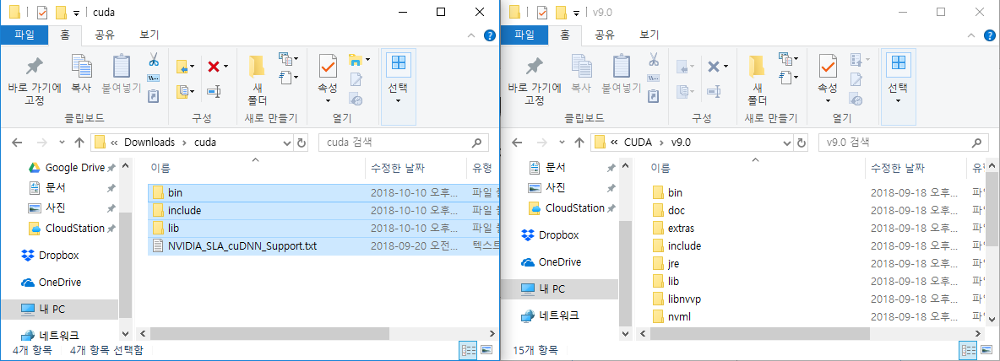 cuda
파일 홈 공유 보기
바로 가기에 고정
복사
붙여넣기
새 폴더
속성
선택
클립보드 구성 새로 만들기 열기
« Downloads › cuda
cuda 검색
Google Drive
문서
사진
CloudStation
Dropbox
OneDrive
내 PC
네트워크
이름 수정한 날짜 유형
bin 2018-10-10 오후... 파일 폴
include 2018-10-10 오후... 파일 폴
lib 2018-10-10 오후... 파일 폴
NVIDIA_SLA_cuDNN_Support.txt 2018-09-20 오전... 텍스트
4개 항목 4개 항목 선택함
v9.0
파일 홈 공유 보기
바로 가기에 고정
복사
붙여넣기
새 폴더
속성
선택
클립보드 구성 새로 만들기 열기
« CUDA › v9.0
v9.0 검색
문서
사진
CloudStation
Dropbox
OneDrive
내 PC
네트워크
이름 수정한 날짜 유형
bin 2018-09-18 오후... 파일
doc 2018-09-18 오후... 파일
extras 2018-09-18 오후... 파일
include 2018-09-18 오후... 파일
jre 2018-09-18 오후... 파일
lib 2018-09-18 오후... 파일
libnvvp 2018-09-18 오후... 파일
nvml 2018-09-18 오후... 파일
15개 항목